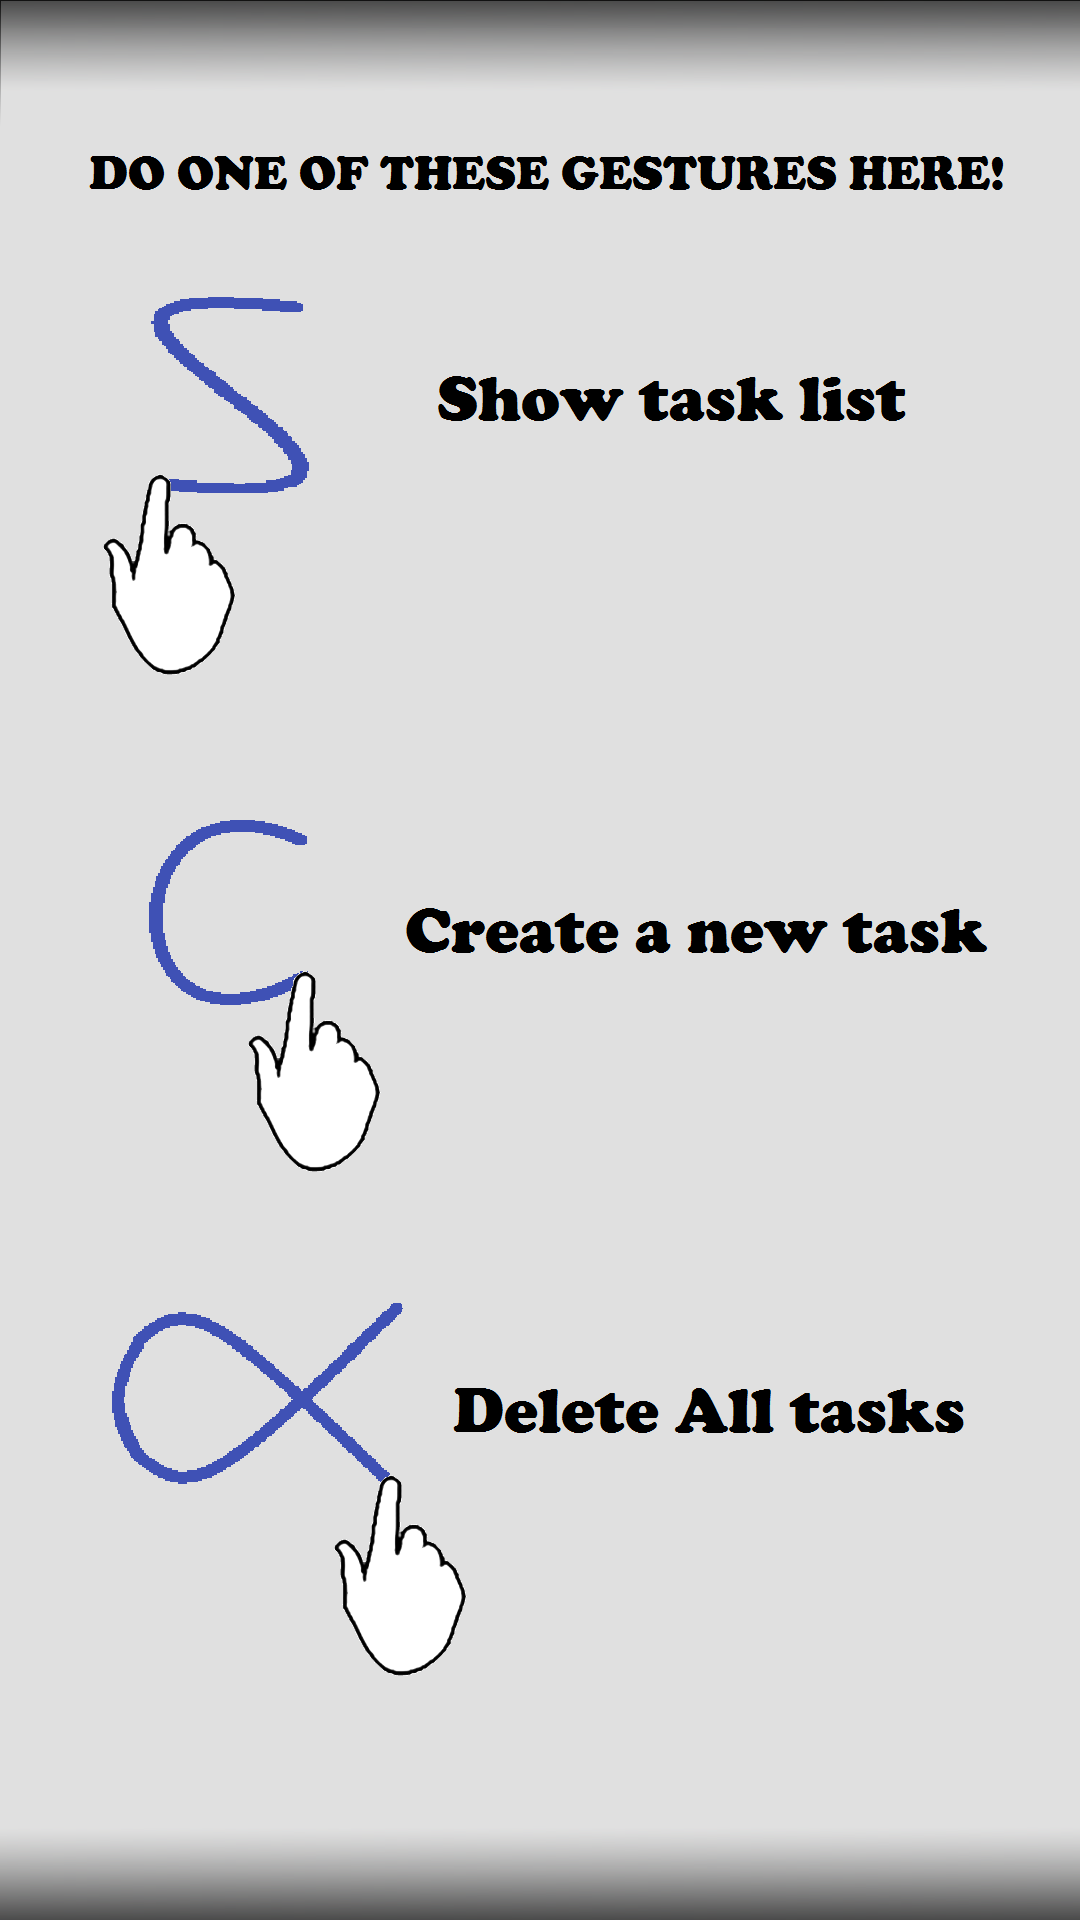 DO ONE OF THESE GESTURES HERE!
Show task list
Create a new task
Delete All tasks